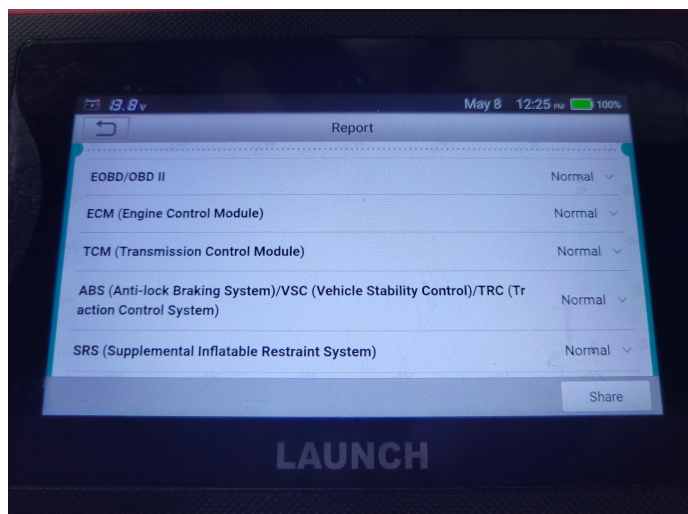 13.8v May 8 12:25 PM 100%
Report
EOBD/OBD II Normal
ECM (Engine Control Module) Normal
TCM (Transmission Control Module) Normal
ABS (Anti-lock Braking System)/VSC (Vehicle Stability Control)/TRC (Tr
action Control System) Normal
SRS (Supplemental Inflatable Restraint System) Normal
Share
LAUNCH